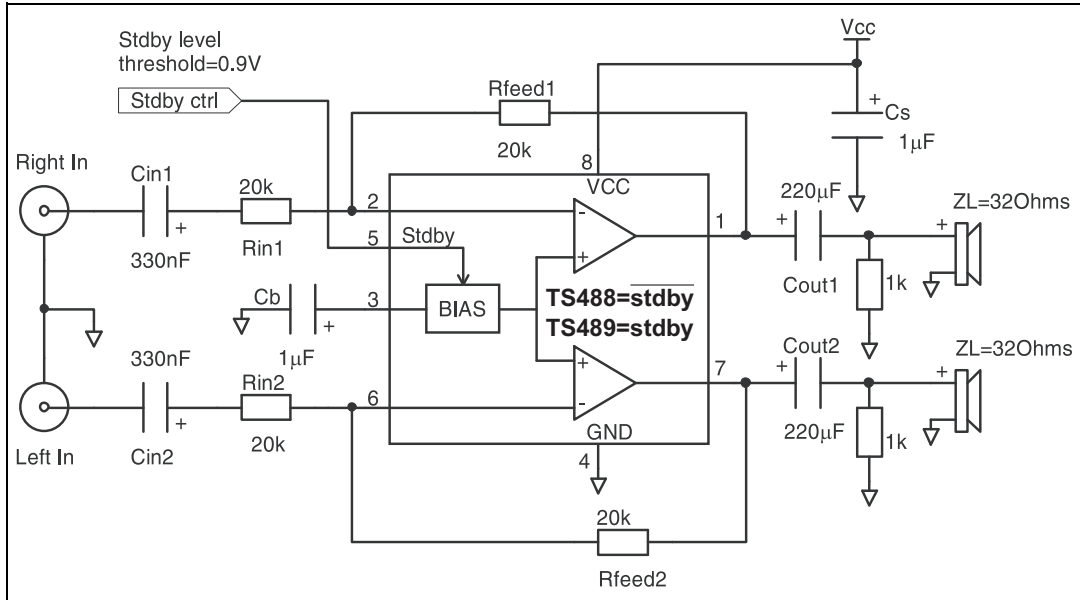 Stdby level
threshold=0.9V
Stdby ctrl
Vcc
Rfeed1
20k
+
Cs
1µF
Right In
Cin1
+
330nF
20k
Rin1
8
VCC
2
-
+
5
Stdby
1
220µF
+
Cout1
1k
ZL=32Ohms
+
Cb
+
1µF
3
BIAS
TS488=stdby
TS489=stdby
330nF
+
Cin2
Left In
Rin2
20k
6
+
-
7
Cout2
+
220µF
1k
ZL=32Ohms
+
GND
4
20k
Rfeed2